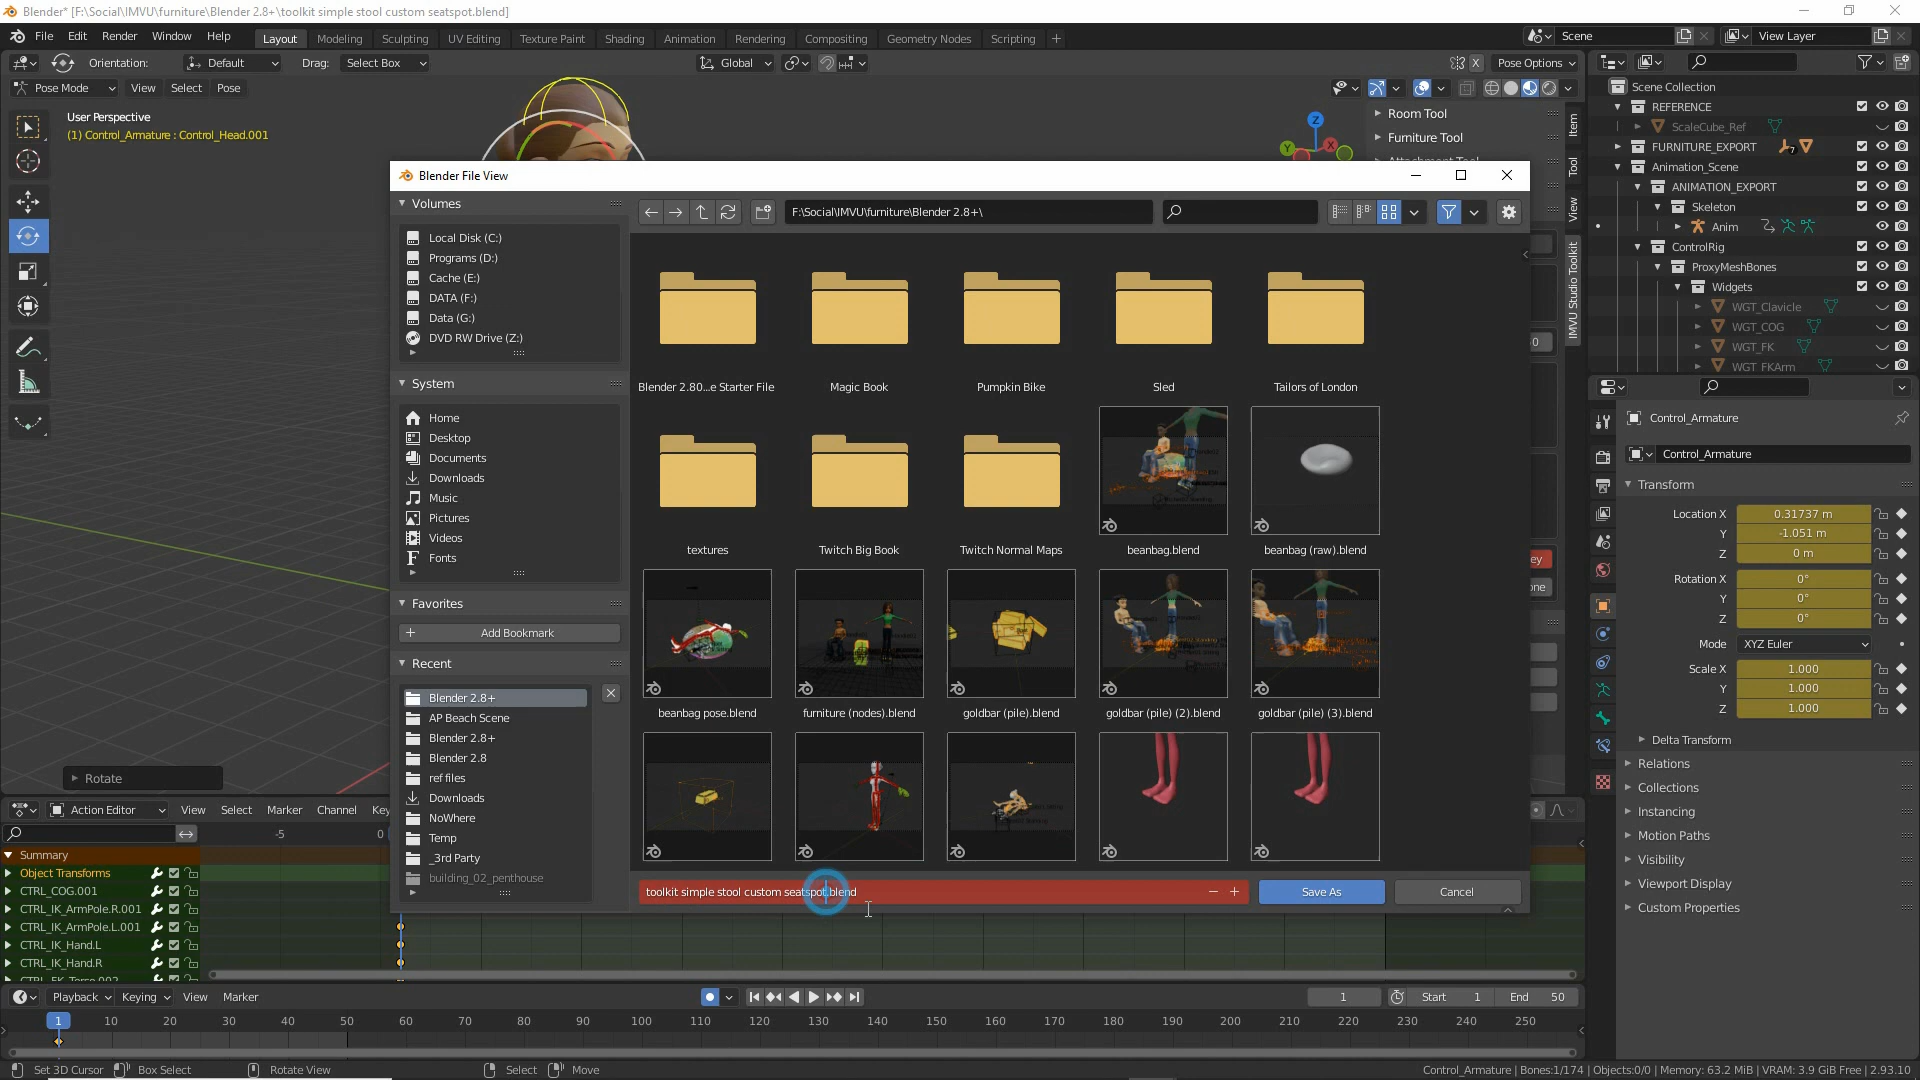 Blender* [F:\Social\IMVU\furniture\Blender 2.8+\toolkit simple stool custom seatspot.blend]
File Edit Render Window Help Layout Modeling Sculpting UV Editing Texture Paint Shading Animation Rendering Compositing Geometry Nodes Scripting + Scene View Layer
Orientation: Default Drag: Select Box Global X Pose Options
Pose Mode View Select Pose
User Perspective
(1) Control_Armature : Control_Head.001
Z
Y
X
Room Tool
Furniture Tool
Item
Tool
View
IMVU Studio Toolkit
Blender File View
Volumes
Local Disk (C:)
Programs (D:)
Cache (E:)
DATA (F:)
Data (G:)
DVD RW Drive (Z:)
System
Home
Desktop
Documents
Downloads
Music
Pictures
Videos
Fonts
Favorites
Add Bookmark
Recent
Blender 2.8+
AP Beach Scene
Blender 2.8+
Blender 2.8
ref files
Downloads
NoWhere
Temp
_3rd Party
building_02_penthouse
F:\Social\IMVU\furniture\Blender 2.8+\
Blender 2.80...e Starter File Magic Book Pumpkin Bike Sled Tailors of London
textures Twitch Big Book Twitch Normal Maps beanbag.blend beanbag (raw).blend
beanbag pose.blend furniture (nodes).blend goldbar (pile).blend goldbar (pile) (2).blend goldbar (pile) (3).blend
toolkit simple stool custom seatspot.blend Save As Cancel
Scene Collection
REFERENCE
ScaleCube_Ref
FURNITURE_EXPORT 7
Animation_Scene
ANIMATION_EXPORT
Skeleton
Anim
ControlRig
ProxyMeshBones
Widgets
WGT_Clavicle
WGT_COG
WGT_FK
WGT_FKArm
Control_Armature
Control_Armature
Transform
Location X 0.31737 m
Y -1.051 m
Z 0 m
Rotation X 0°
Y 0°
Z 0°
Mode XYZ Euler
Scale X 1.000
Y 1.000
Z 1.000
Delta Transform
Relations
Collections
Instancing
Motion Paths
Visibility
Viewport Display
Custom Properties
Rotate
Action Editor View Select Marker Channel
-5 0
Summary
Object Transforms
CTRL_COG.001
CTRL_IK_ArmPole.R.001
CTRL_IK_ArmPole.L.001
CTRL_IK_Hand.L
CTRL_IK_Hand.R
Playback Keying View Marker 1 Start 1 End 50
1 10 20 30 40 50 60 70 80 90 100 110 120 130 140 150 160 170 180 190 200 210 220 230 240 250
Set 3D Cursor Box Select Rotate View Select Move Control_Armature | Bones:1/174 | Objects:0/0 | Memory: 63.2 MiB | VRAM: 3.9 GiB Free | 2.93.10